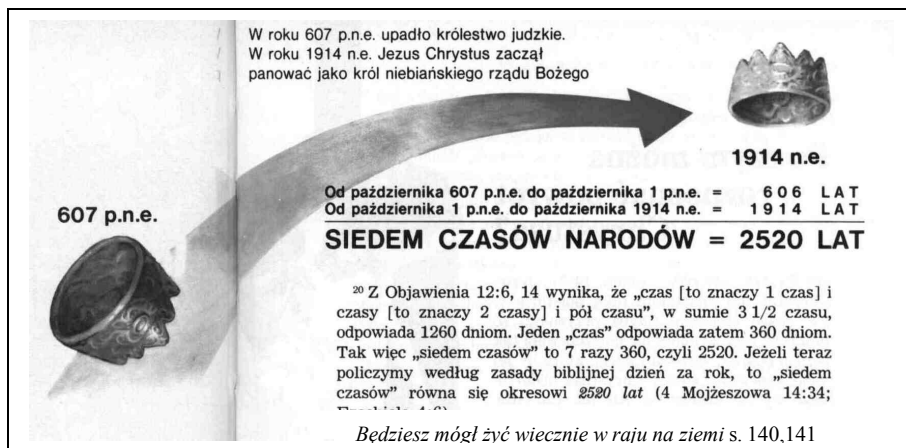 W roku 607 p.n.e. upadło królestwo judzkie.
W roku 1914 n.e. Jezus Chrystus zaczął
panować jako król niebiańskiego rządu Bożego
1914 n.e.
607 p.n.e.
Od października 607 p.n.e. do października 1 p.n.e. = 606 LAT
Od października 1 p.n.e. do października 1914 n.e. = 1914 LAT
SIEDEM CZASÓW NARODÓW = 2520 LAT
²⁰ Z Objawienia 12:6, 14 wynika, że „czas [to znaczy 1 czas] i
czasy [to znaczy 2 czasy] i pół czasu”, w sumie 3 1/2 czasu,
odpowiada 1260 dniom. Jeden „czas” odpowiada zatem 360 dniom.
Tak więc „siedem czasów” to 7 razy 360, czyli 2520. Jeżeli teraz
policzymy według zasady biblijnej dzień za rok, to „siedem
czasów” równa się okresowi 2520 lat (4 Mojżeszowa 14:34;
Będziesz mógł żyć wiecznie w raju na ziemi s. 140,141